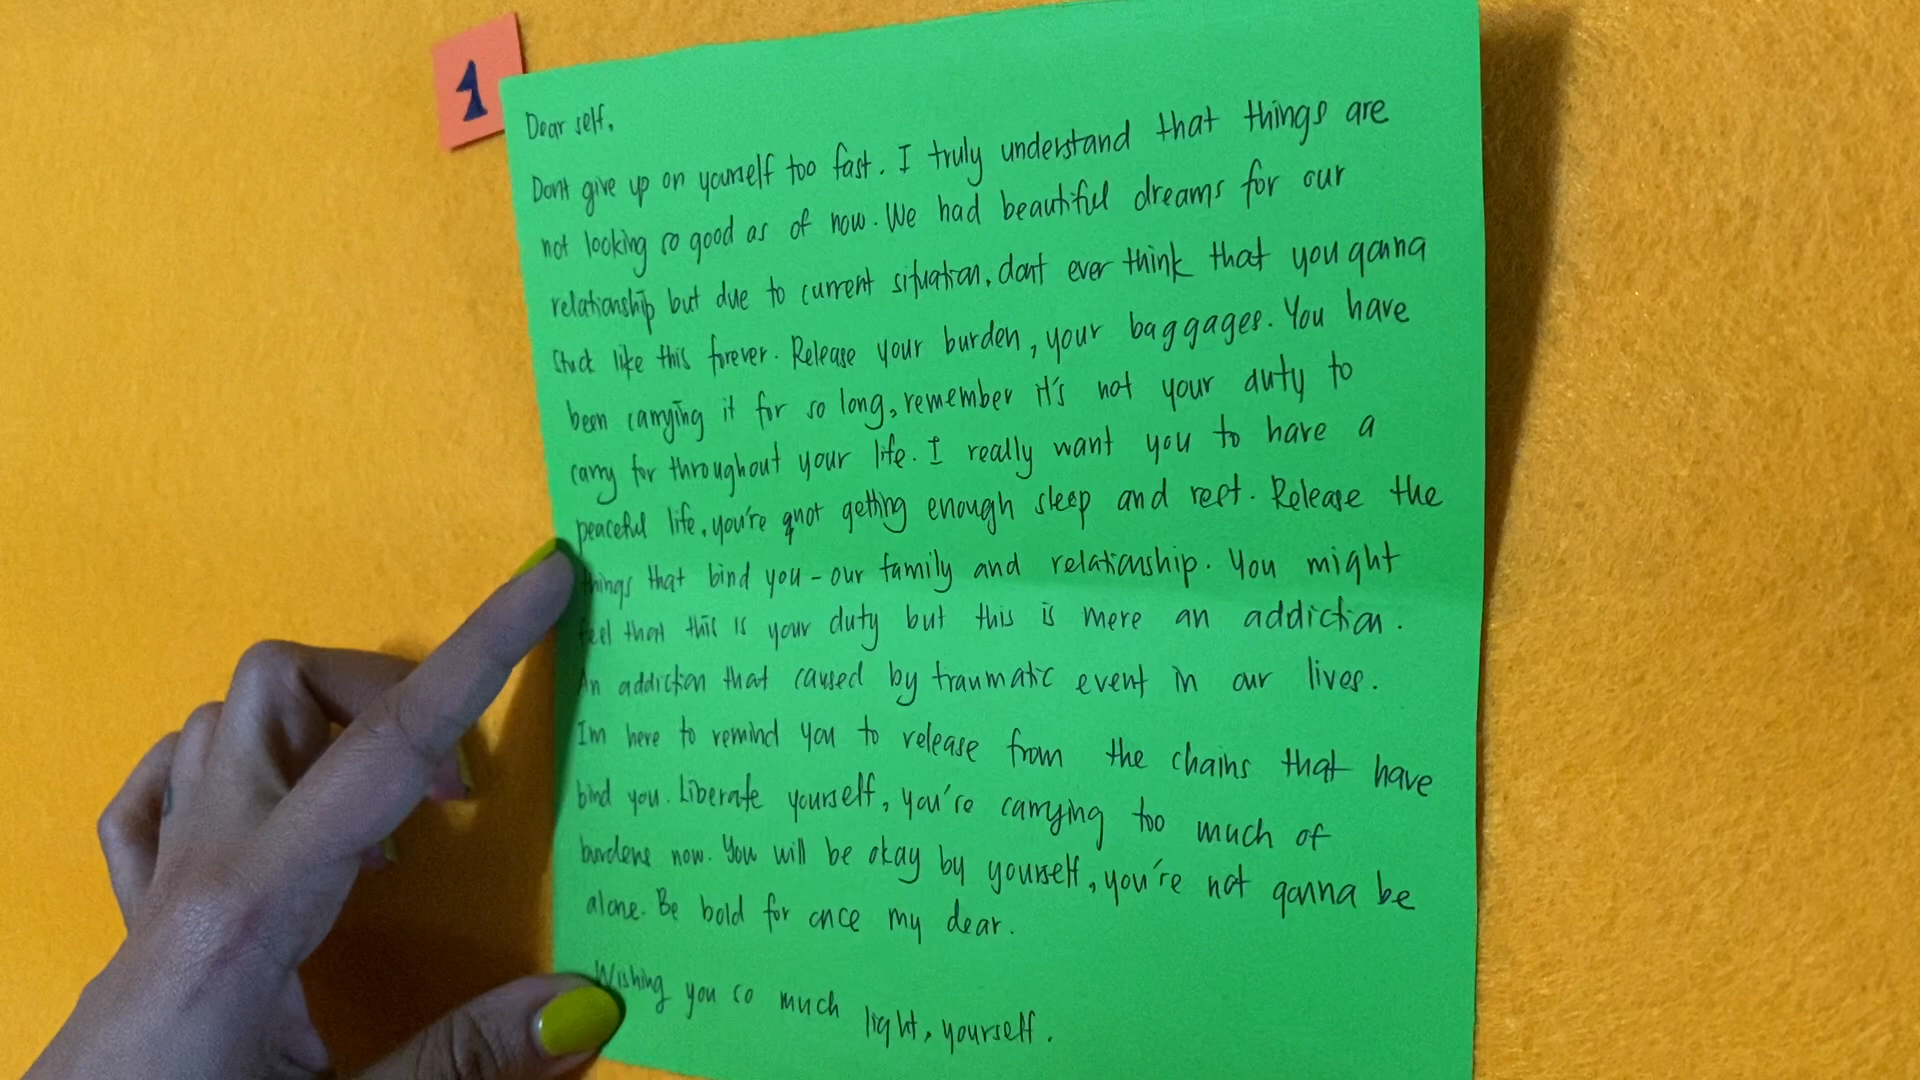 1
Dear self,
Dont give up on yourself too fast. I truly understand that things are
not looking so good as of now. We had beautiful dreams for our
relationship but due to current situation, dont ever think that you gonna
stuck like this forever. Release your burden, your baggages. You have
been carrying it for so long, remember it's not your duty to
carry for throughout your life. I really want you to have a
peaceful life, you're not getting enough sleep and rest. Release the
things that bind you - our family and relationship. You might
feel that this is your duty but this is mere an addiction.
An addiction that caused by traumatic event in our lives.
Im here to remind you to release from the chains that have
bind you. Liberate yourself, you're carrying too much of
burdens now. You will be okay by yourself, you're not gonna be
alone. Be bold for once my dear.
Wishing you so much light, yourself.